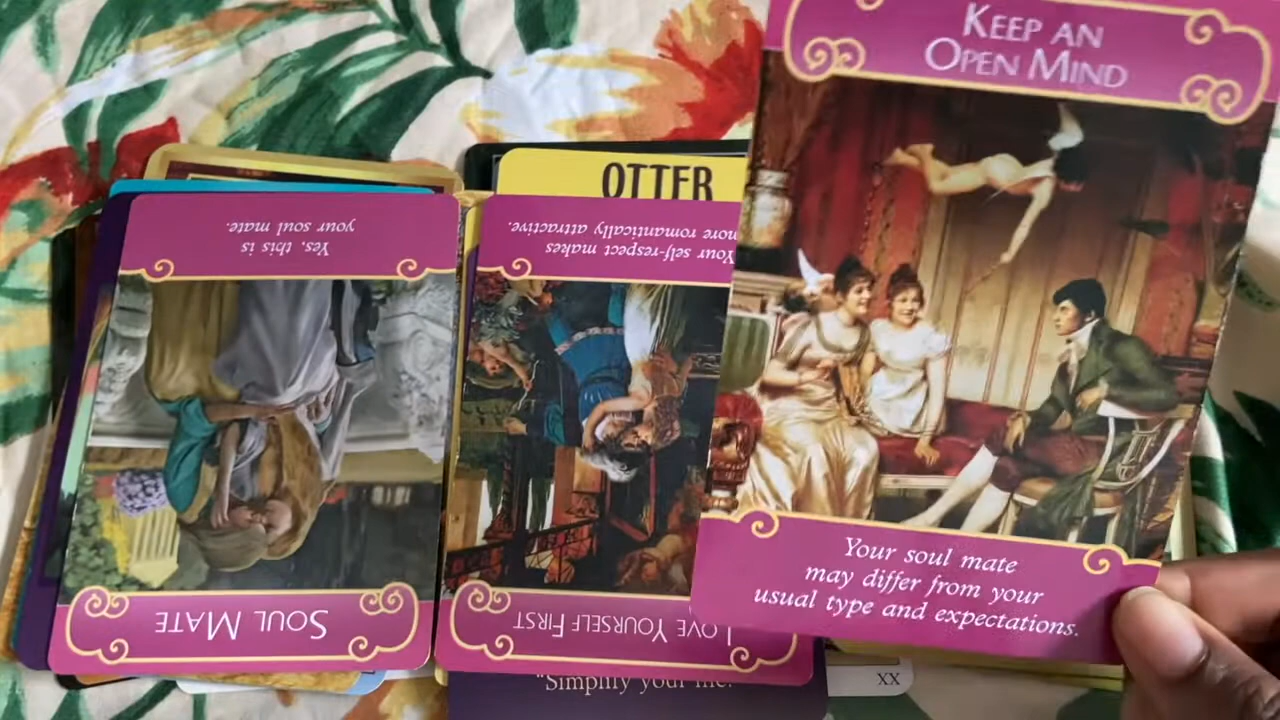 KEEP AN
OPEN MIND
OTTER
Yes, this is
your soul mate.
Your self-respect makes
more romantically attractive.
Your soul mate
may differ from your
usual type and expectations.
SOUL MATE
LOVE YOURSELF FIRST
"Simplify your life."
XX